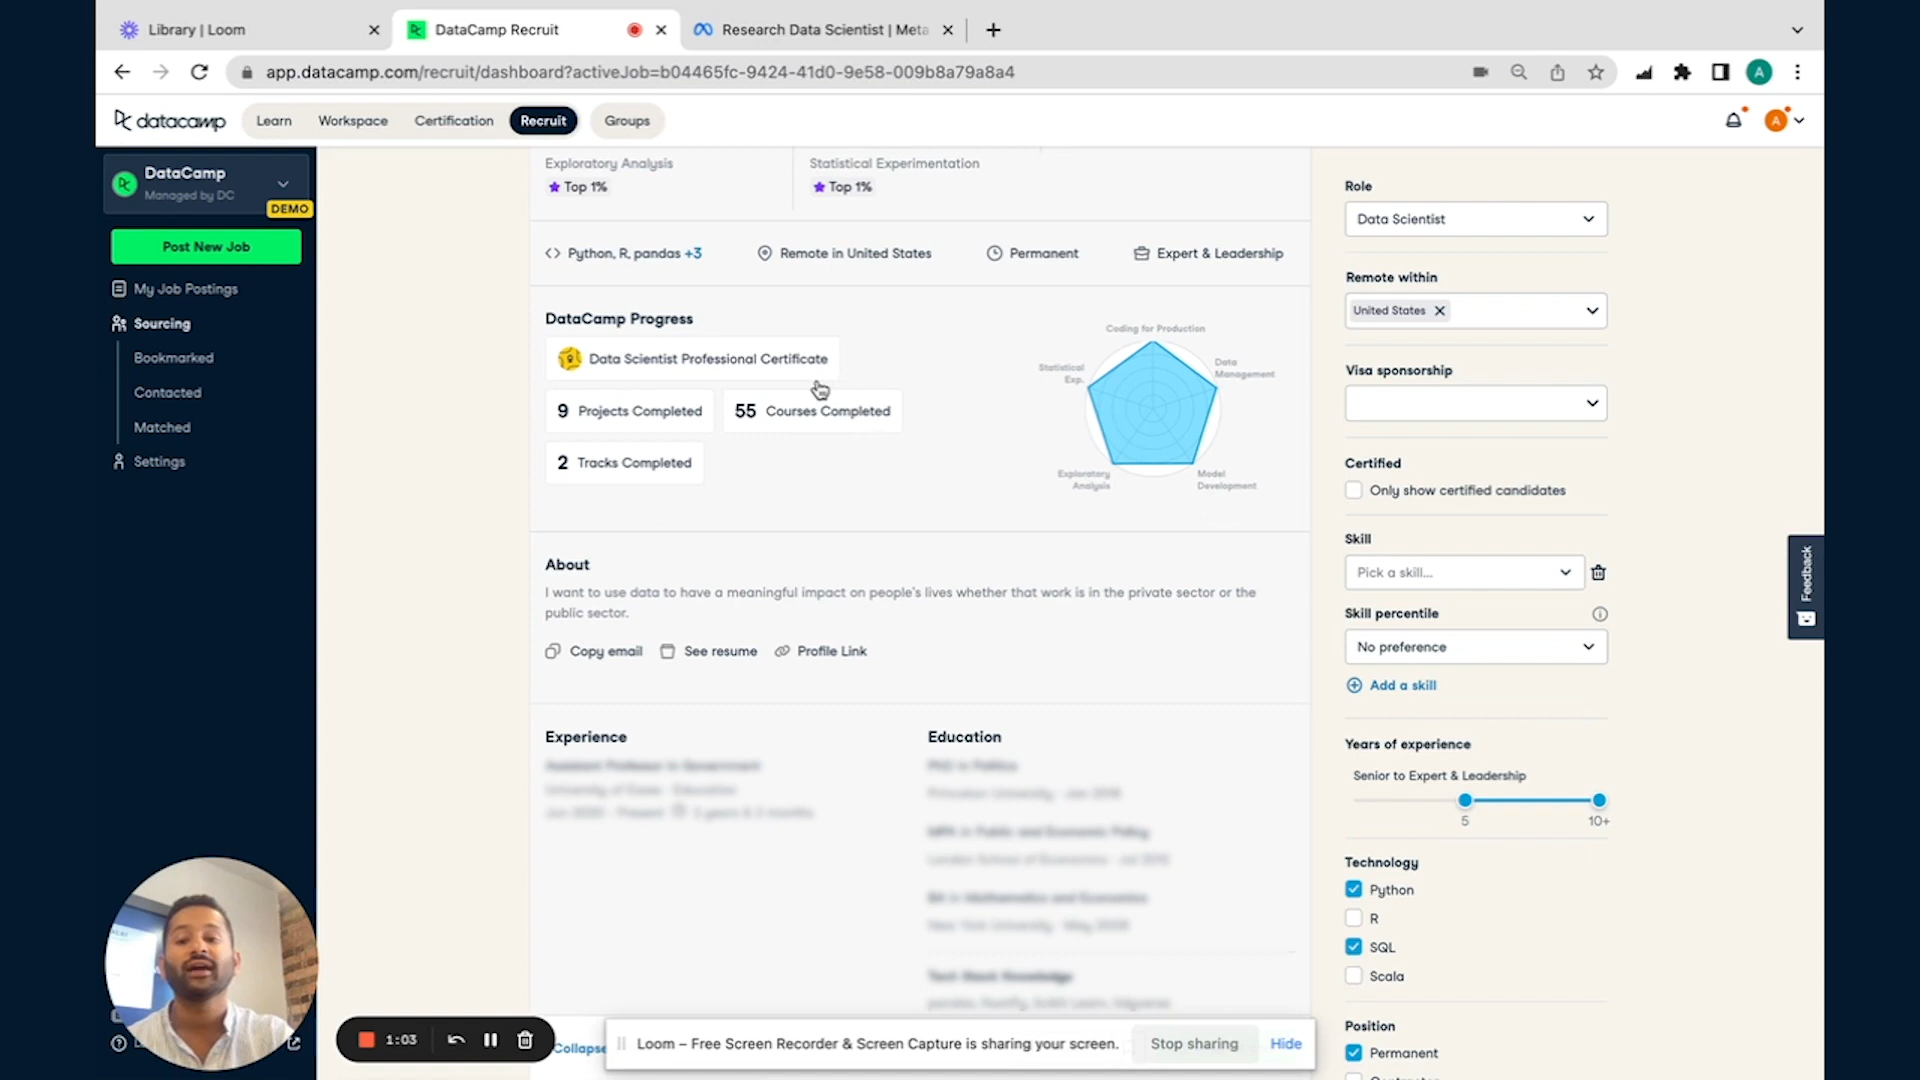 Library | Loom
DataCamp Recruit
Research Data Scientist | Meta
app.datacamp.com/recruit/dashboard?activeJob=b04465fc-9424-41d0-9e58-009b8a79a8a4
A
datacamp
Learn
Workspace
Certification
Recruit
Groups
A
DataCamp
Managed by DC
DEMO
Post New Job
My Job Postings
Sourcing
Bookmarked
Contacted
Matched
Settings
Exploratory Analysis
Top 1%
Statistical Experimentation
Top 1%
Python, R, pandas +3
Remote in United States
Permanent
Expert & Leadership
DataCamp Progress
Data Scientist Professional Certificate
9 Projects Completed
55 Courses Completed
2 Tracks Completed
Coding for Production
Statistical
Exp.
Data
Management
Exploratory
Analysis
Model
Development
About
I want to use data to have a meaningful impact on people's lives whether that work is in the private sector or the
public sector.
Copy email
See resume
Profile Link
Experience
Education
Collapse
Role
Data Scientist
Remote within
United States
Visa sponsorship
Certified
Only show certified candidates
Skill
Pick a skill...
Skill percentile
No preference
Add a skill
Years of experience
Senior to Expert & Leadership
5
10+
Technology
Python
R
SQL
Scala
Position
Permanent
Feedback
1:03
Loom – Free Screen Recorder & Screen Capture is sharing your screen.
Stop sharing
Hide